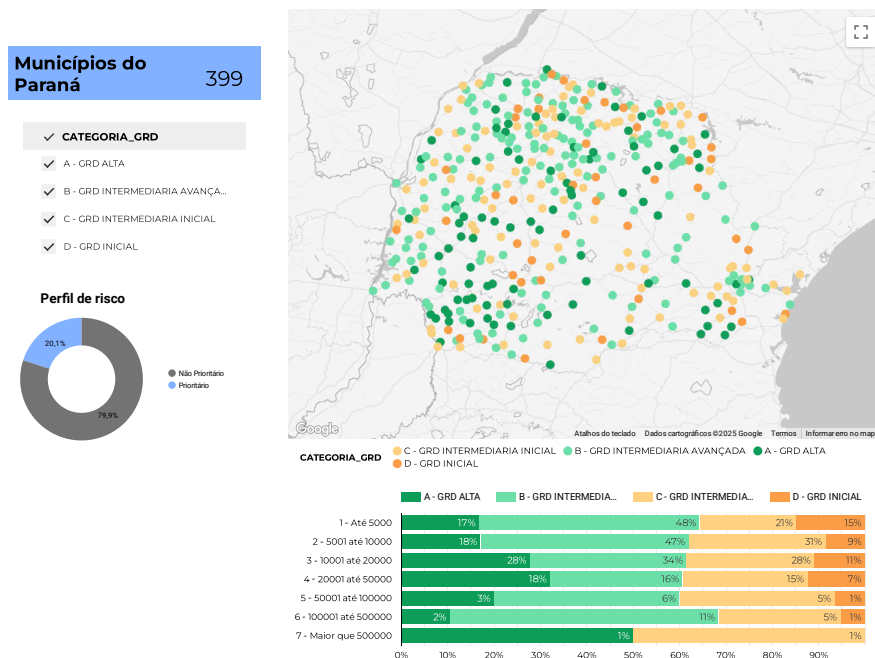 Municípios do
Paraná
399
CATEGORIA_GRD
A - GRD ALTA
B - GRD INTERMEDIARIA AVANÇA...
C - GRD INTERMEDIARIA INICIAL
D - GRD INICIAL
Perfil de risco
20,1%
79,9%
Não Prioritário
Prioritário
Google
Atalhos do teclado Dados cartográficos ©2025 Google Termos Informar erro no map
CATEGORIA_GRD
C - GRD INTERMEDIARIA INICIAL B - GRD INTERMEDIARIA AVANÇADA A - GRD ALTA
D - GRD INICIAL
A - GRD ALTA B - GRD INTERMEDIA... C - GRD INTERMEDIA... D - GRD INICIAL
1 - Até 5000 17% 48% 21% 15%
2 - 5001 até 10000 18% 47% 31% 9%
3 - 10001 até 20000 28% 34% 28% 11%
4 - 20001 até 50000 18% 16% 15% 7%
5 - 50001 até 100000 3% 6% 5% 1%
6 - 100001 até 500000 2% 11% 5% 1%
7 - Maior que 500000 1% 1%
0% 10% 20% 30% 40% 50% 60% 70% 80% 90%